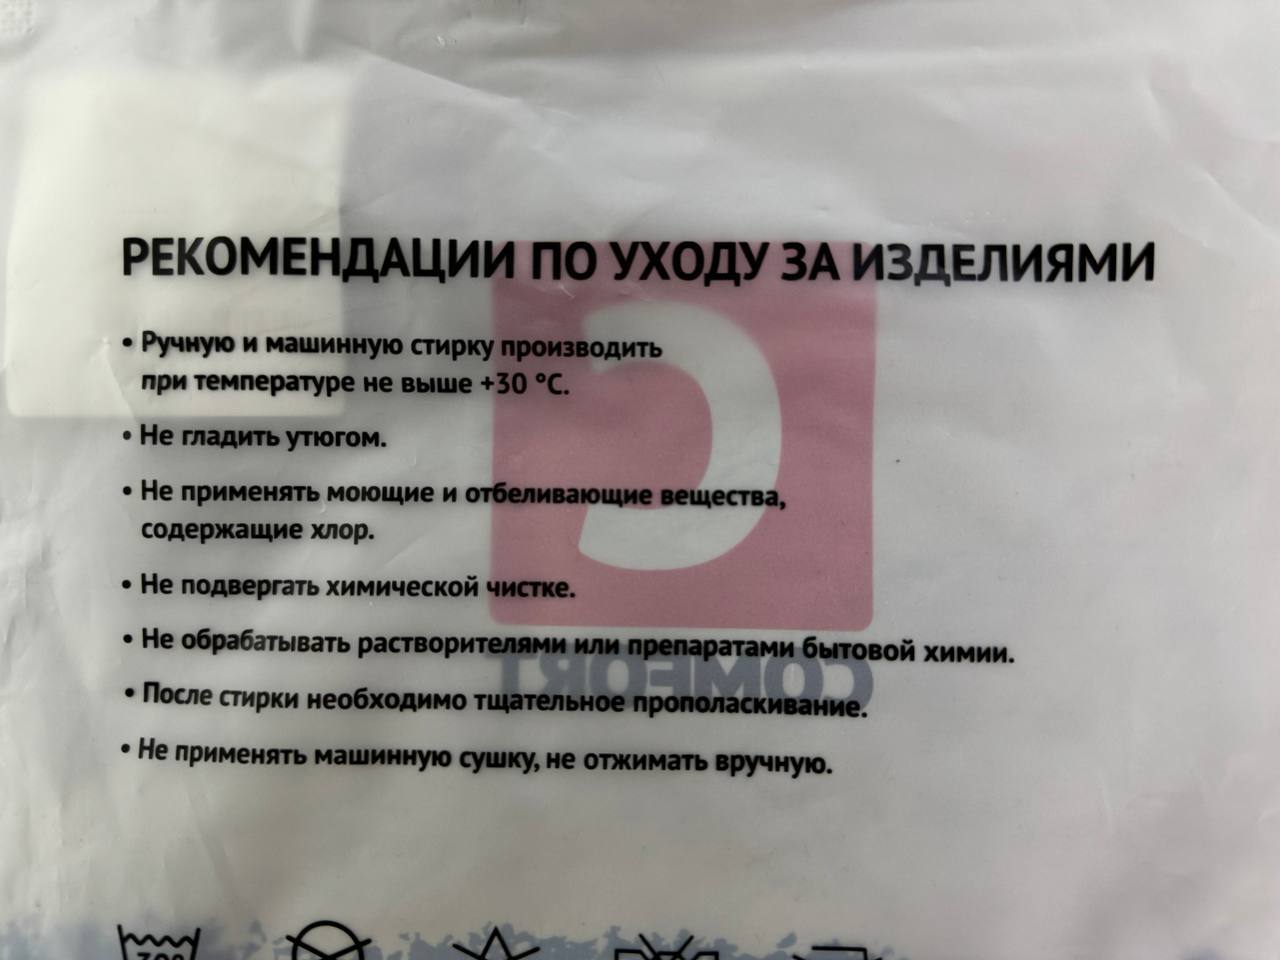 РЕКОМЕНДАЦИИ ПО УХОДУ ЗА ИЗДЕЛИЯМИ
• Ручную и машинную стирку производить
при температуре не выше +30 °C.
• Не гладить утюгом.
• Не применять моющие и отбеливающие вещества,
содержащие хлор.
• Не подвергать химической чистке.
• Не обрабатывать растворителями или препаратами бытовой химии.
COMFORT
• После стирки необходимо тщательное прополаскивание.
• Не применять машинную сушку, не отжимать вручную.
30°